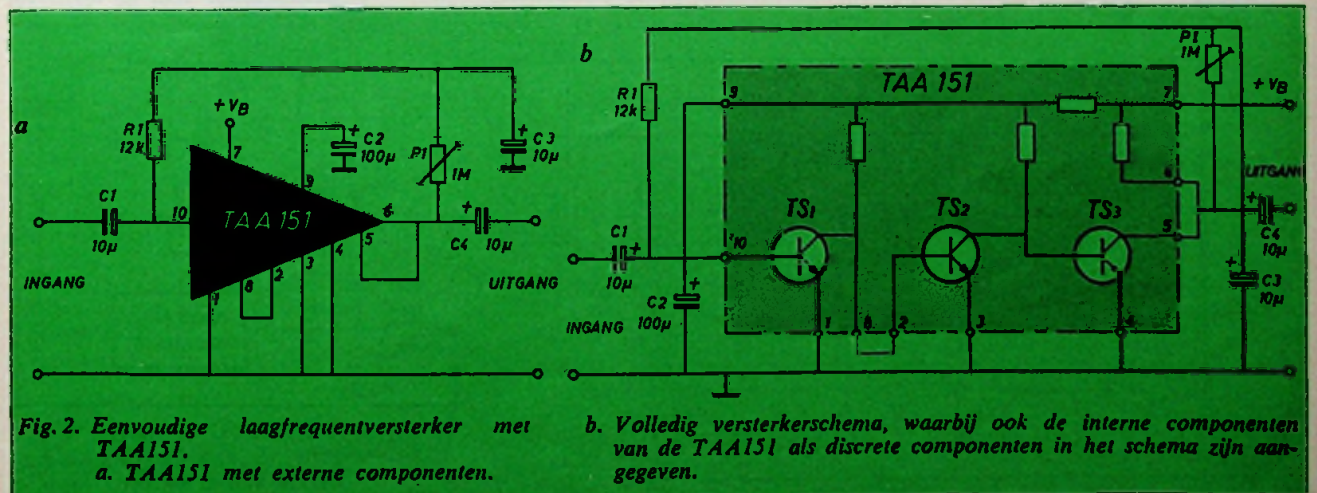 a
R1
12k
+VB
7
C1
10µ
10
TAA151
9
+
C2
100µ
P1
1M
+
C3
10µ
6
5
4
3
2
8
1
+
C4
10µ
INGANG
UITGANG
b
R1
12k
P1
1M
TAA 151
9
7
+VB
6
UITGANG
5
+
C4
10µ
TS1
TS2
TS3
C1
+
10µ
10
C2
100µ
+
INGANG
1
8
2
3
4
+
C3
10µ
Fig. 2. Eenvoudige laagfrequentversterker met
TAA151.
a. TAA151 met externe componenten.
b. Volledig versterkerschema, waarbij ook de interne componenten
van de TAA151 als discrete componenten in het schema zijn aan-
gegeven.